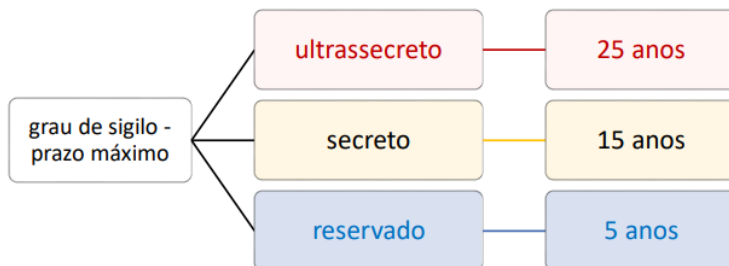 grau de sigilo -
prazo máximo
ultrassecreto
25 anos
secreto
15 anos
reservado
5 anos